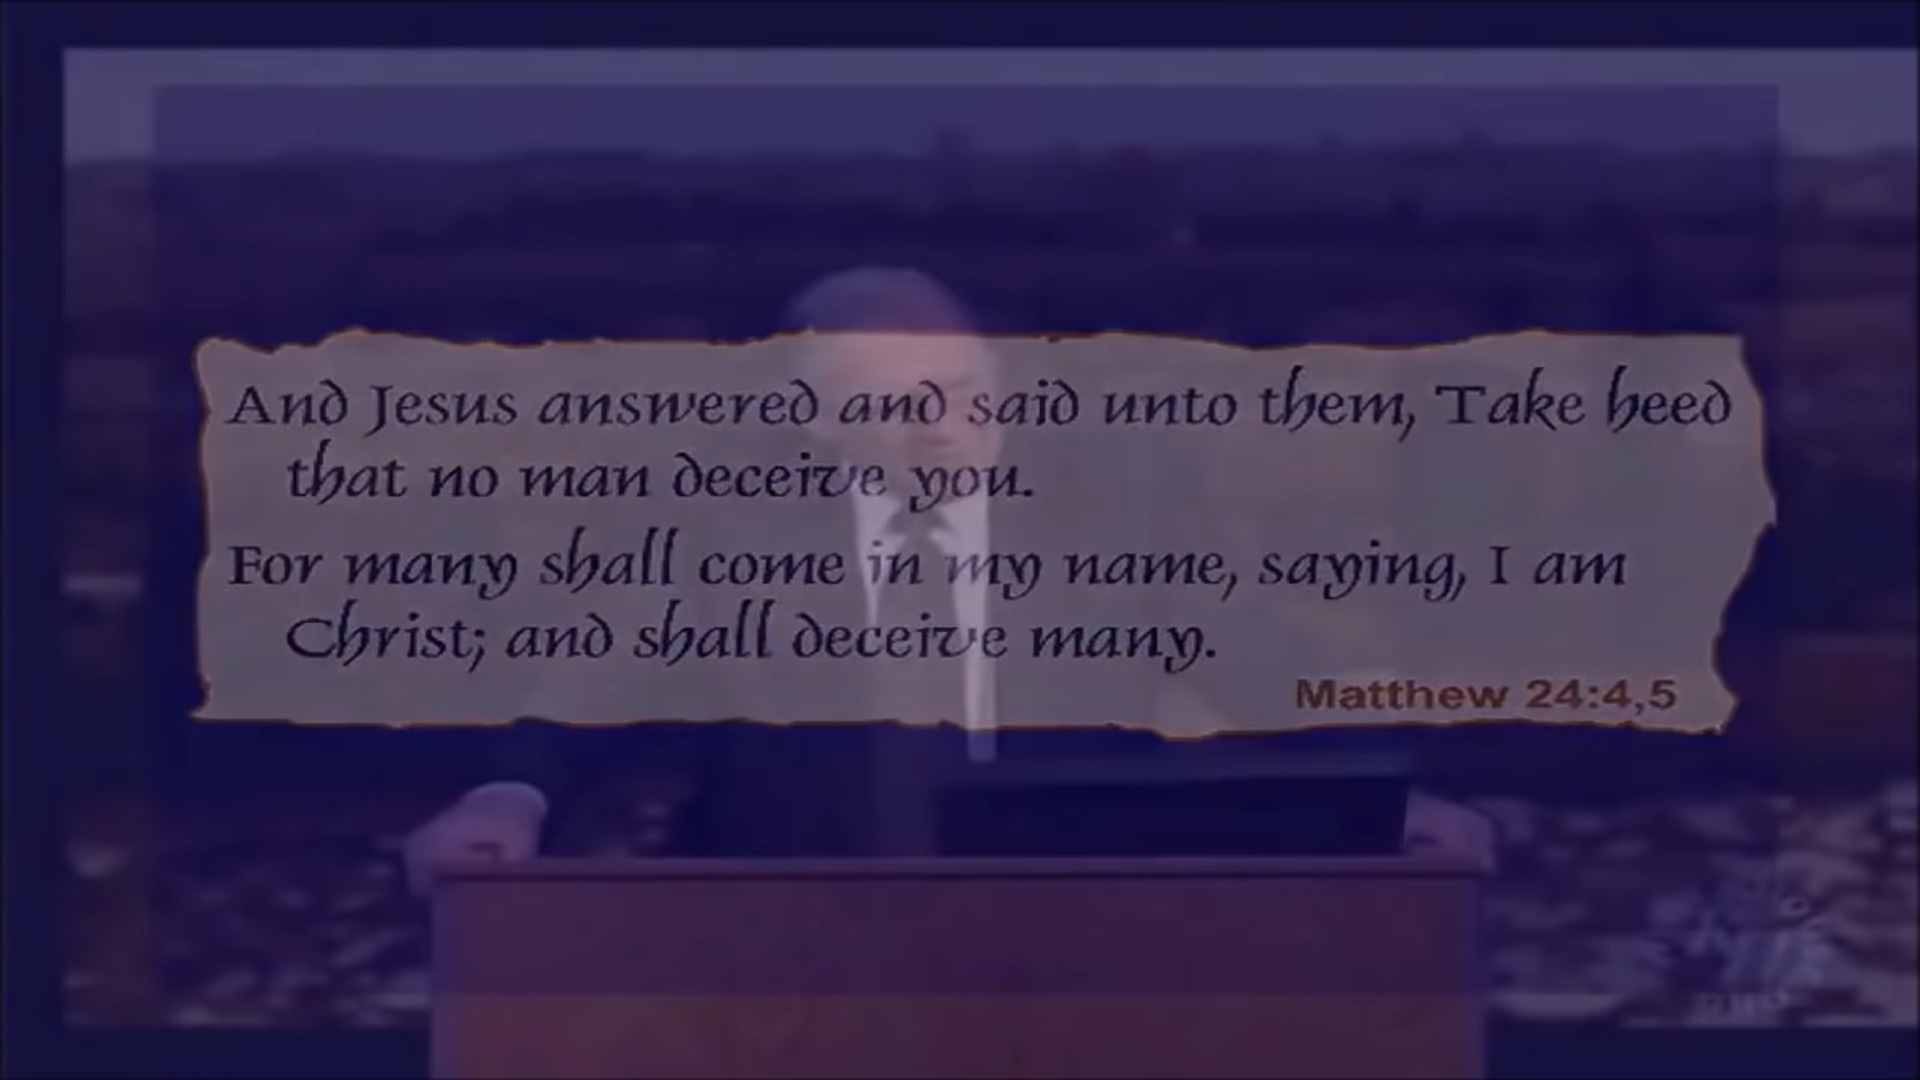 And Jesus answered and said unto them, Take heed
that no man deceive you.
For many shall come in my name, saying, I am
Christ; and shall deceive many.
Matthew 24:4,5